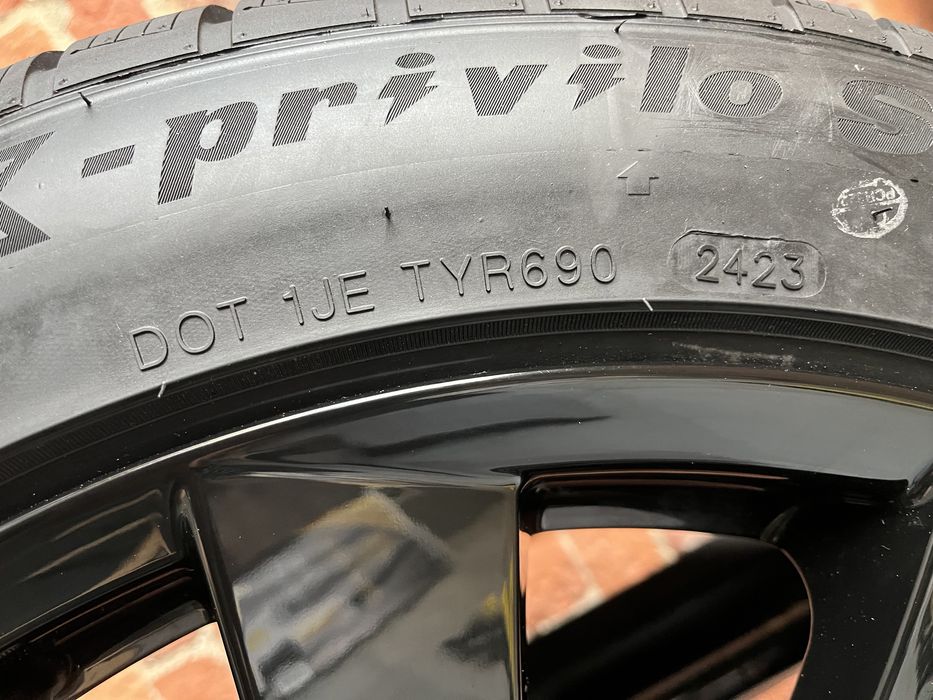 X-privilo S
DOT 1JE TYR690 2423